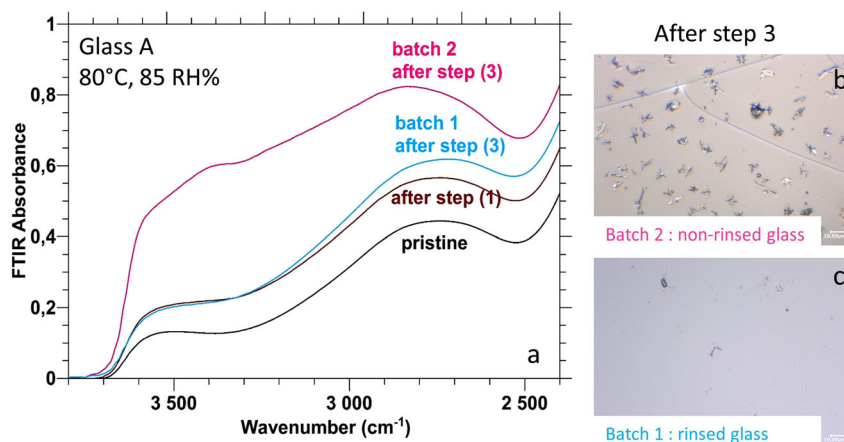 Glass A
80°C, 85 RH%
batch 2
after step (3)
batch 1
after step (3)
after step (1)
pristine
a
FTIR Absorbance
1
0,8
0,6
0,4
0,2
0
3 500
3 000
2 500
Wavenumber (cm⁻¹)
After step 3
b
Batch 2 : non-rinsed glass
c
Batch 1 : rinsed glass